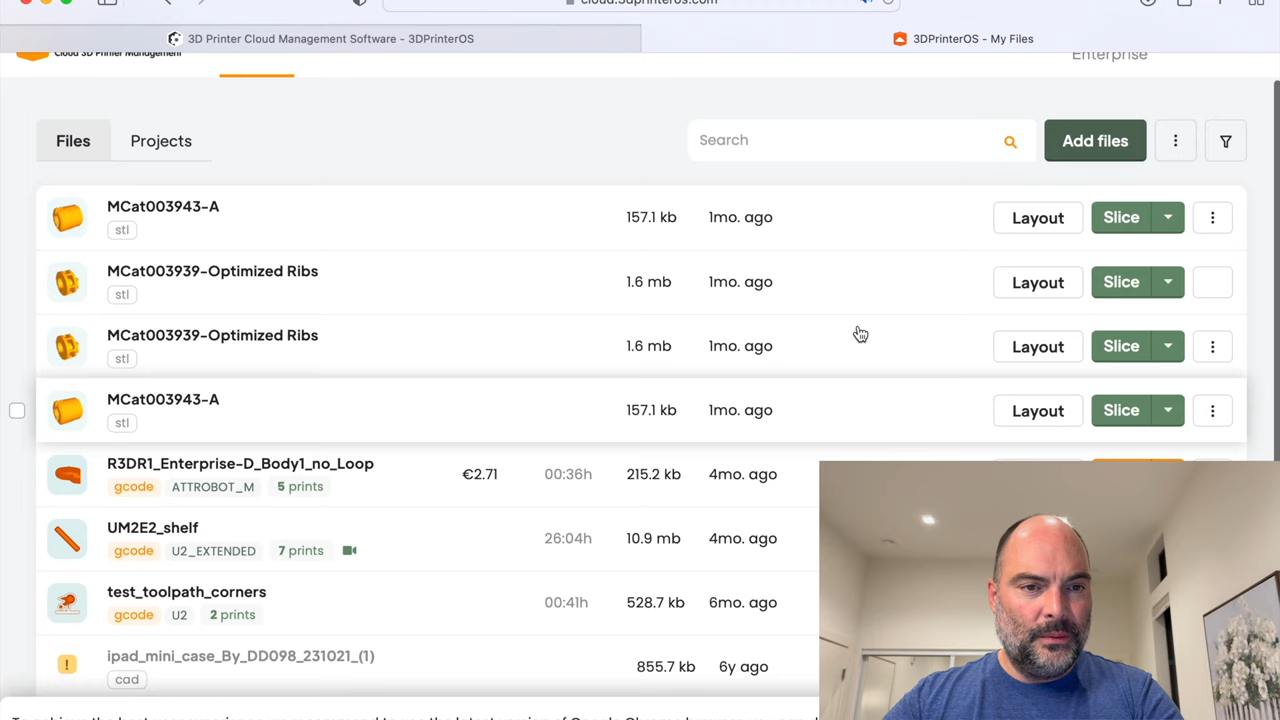 cloud.3dprinteros.com
3D Printer Cloud Management Software - 3DPrinterOS
3DPrinterOS - My Files
Cloud 3D Printer Management
Enterprise
Files
Projects
Search
Add files
MCat003943-A
stl
157.1 kb
1mo. ago
Layout
Slice
MCat003939-Optimized Ribs
stl
1.6 mb
1mo. ago
Layout
Slice
MCat003939-Optimized Ribs
stl
1.6 mb
1mo. ago
Layout
Slice
MCat003943-A
stl
157.1 kb
1mo. ago
Layout
Slice
R3DR1_Enterprise-D_Body1_no_Loop
gcode ATTROBOT_M 5 prints
€2.71
00:36h
215.2 kb
4mo. ago
UM2E2_shelf
gcode U2_EXTENDED 7 prints
26:04h
10.9 mb
4mo. ago
test_toolpath_corners
gcode U2 2 prints
00:41h
528.7 kb
6mo. ago
ipad_mini_case_By_DD098_231021_(1)
cad
855.7 kb
6y ago